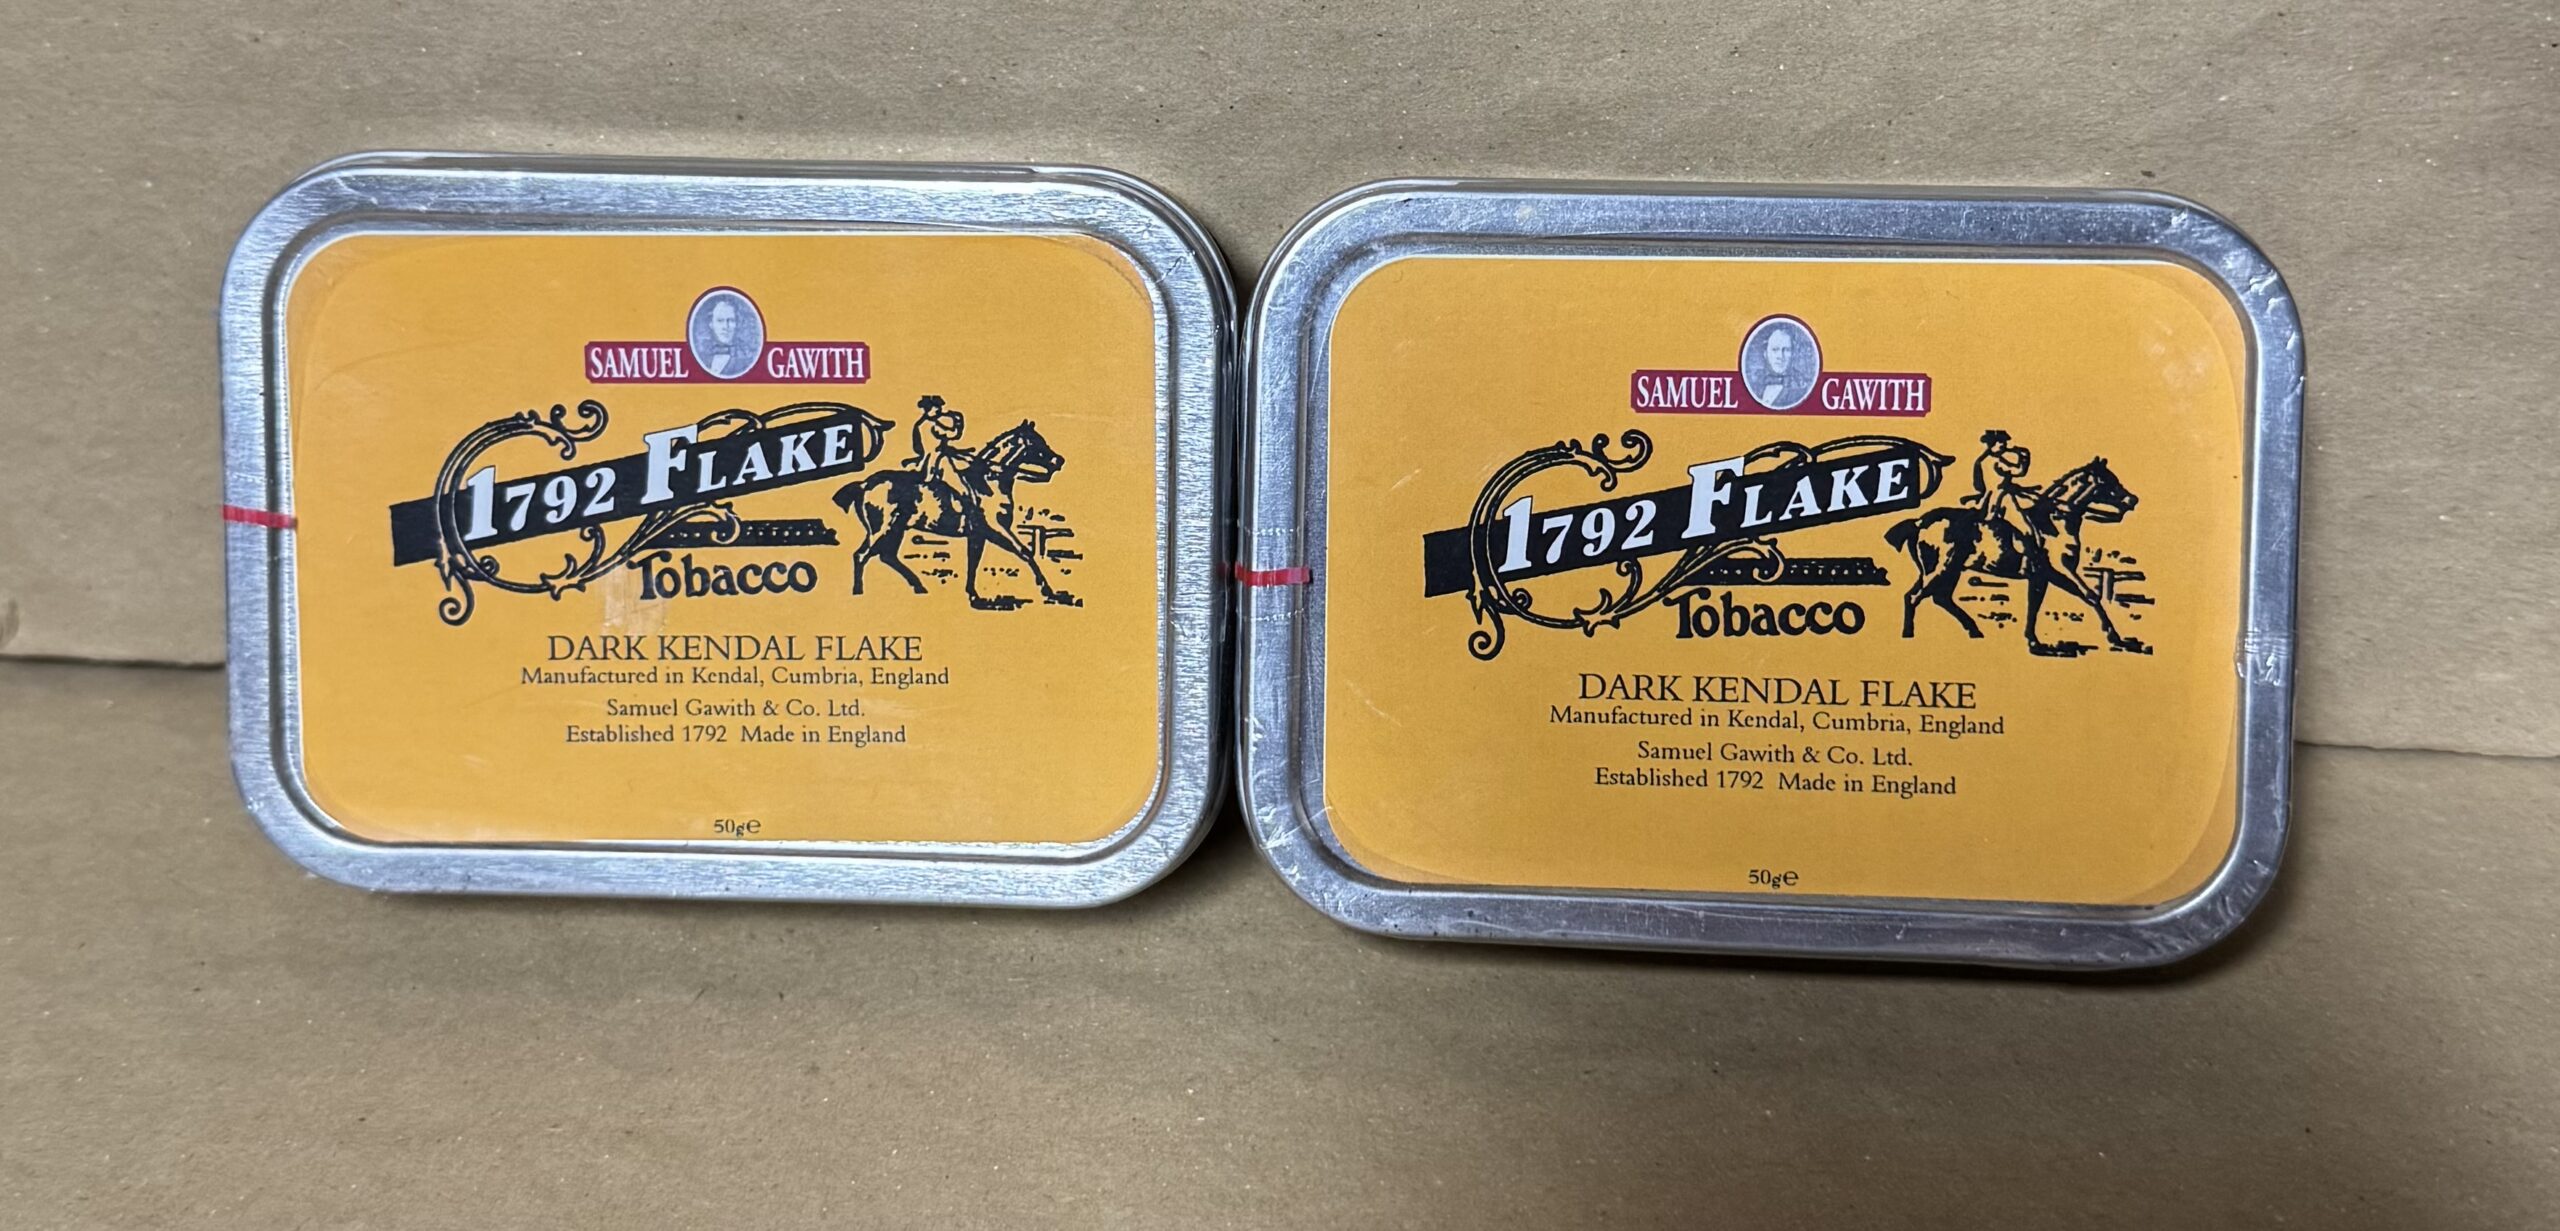 SAMUEL GAWITH
1792 FLAKE
Tobacco
DARK KENDAL FLAKE
Manufactured in Kendal, Cumbria, England
Samuel Gawith & Co. Ltd.
Established 1792 Made in England
50g℮
SAMUEL GAWITH
1792 FLAKE
Tobacco
DARK KENDAL FLAKE
Manufactured in Kendal, Cumbria, England
Samuel Gawith & Co. Ltd.
Established 1792 Made in England
50g℮